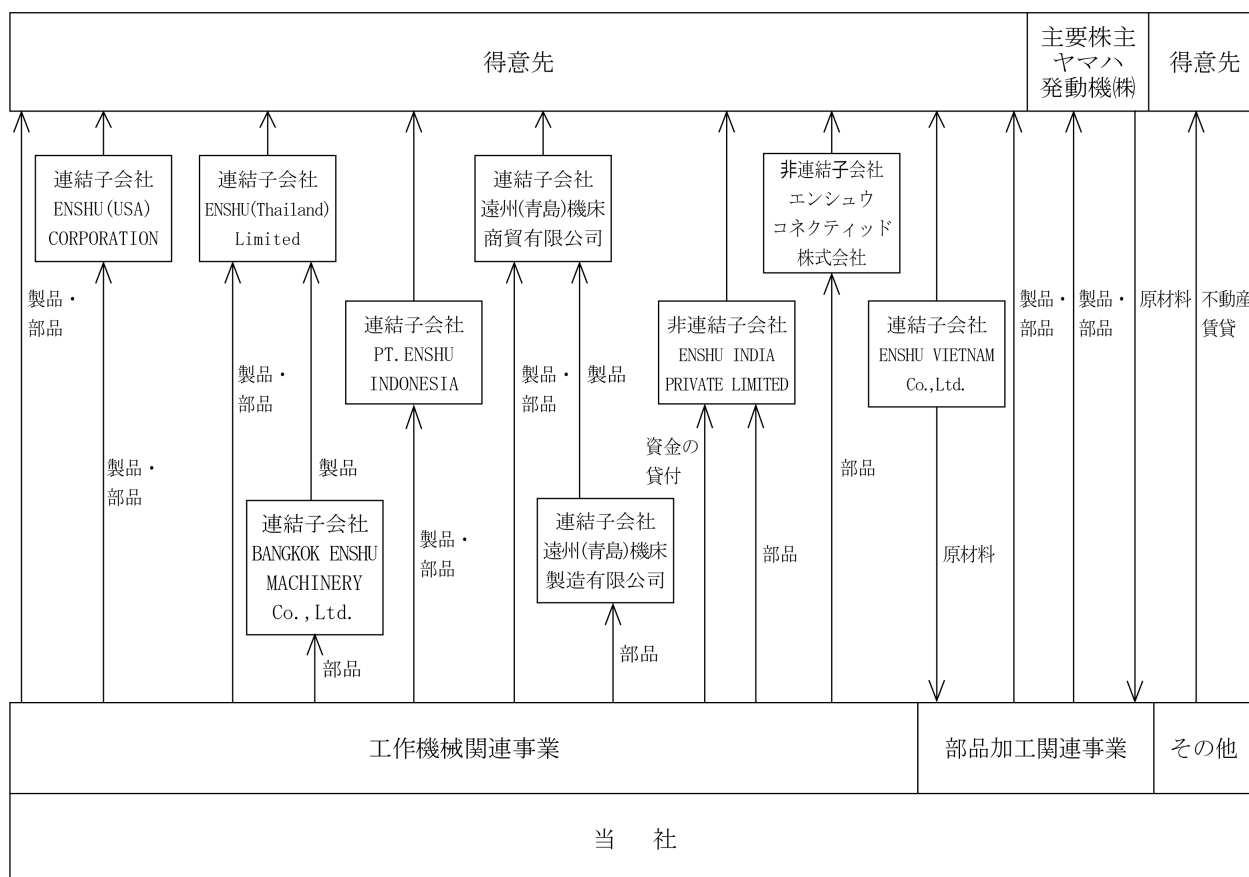 得意先
主要株主
ヤマハ
発動機㈱
得意先
連結子会社
ENSHU(USA)
CORPORATION
連結子会社
ENSHU(Thailand)
Limited
連結子会社
遠州(青島)機床
商貿有限公司
非連結子会社
エンシュウ
コネクティッド
株式会社
製品・
部品
連結子会社
PT.ENSHU
INDONESIA
非連結子会社
ENSHU INDIA
PRIVATE LIMITED
連結子会社
ENSHU VIETNAM
Co.,Ltd.
製品・
部品
製品・
部品
原材料
不動産
賃貸
製品・
部品
製品・
部品
製品
製品・
部品
製品
資金の
貸付
部品
連結子会社
BANGKOK ENSHU
MACHINERY
Co.,Ltd.
製品・
部品
連結子会社
遠州(青島)機床
製造有限公司
部品
原材料
部品
部品
工作機械関連事業
部品加工関連事業
その他
当 社